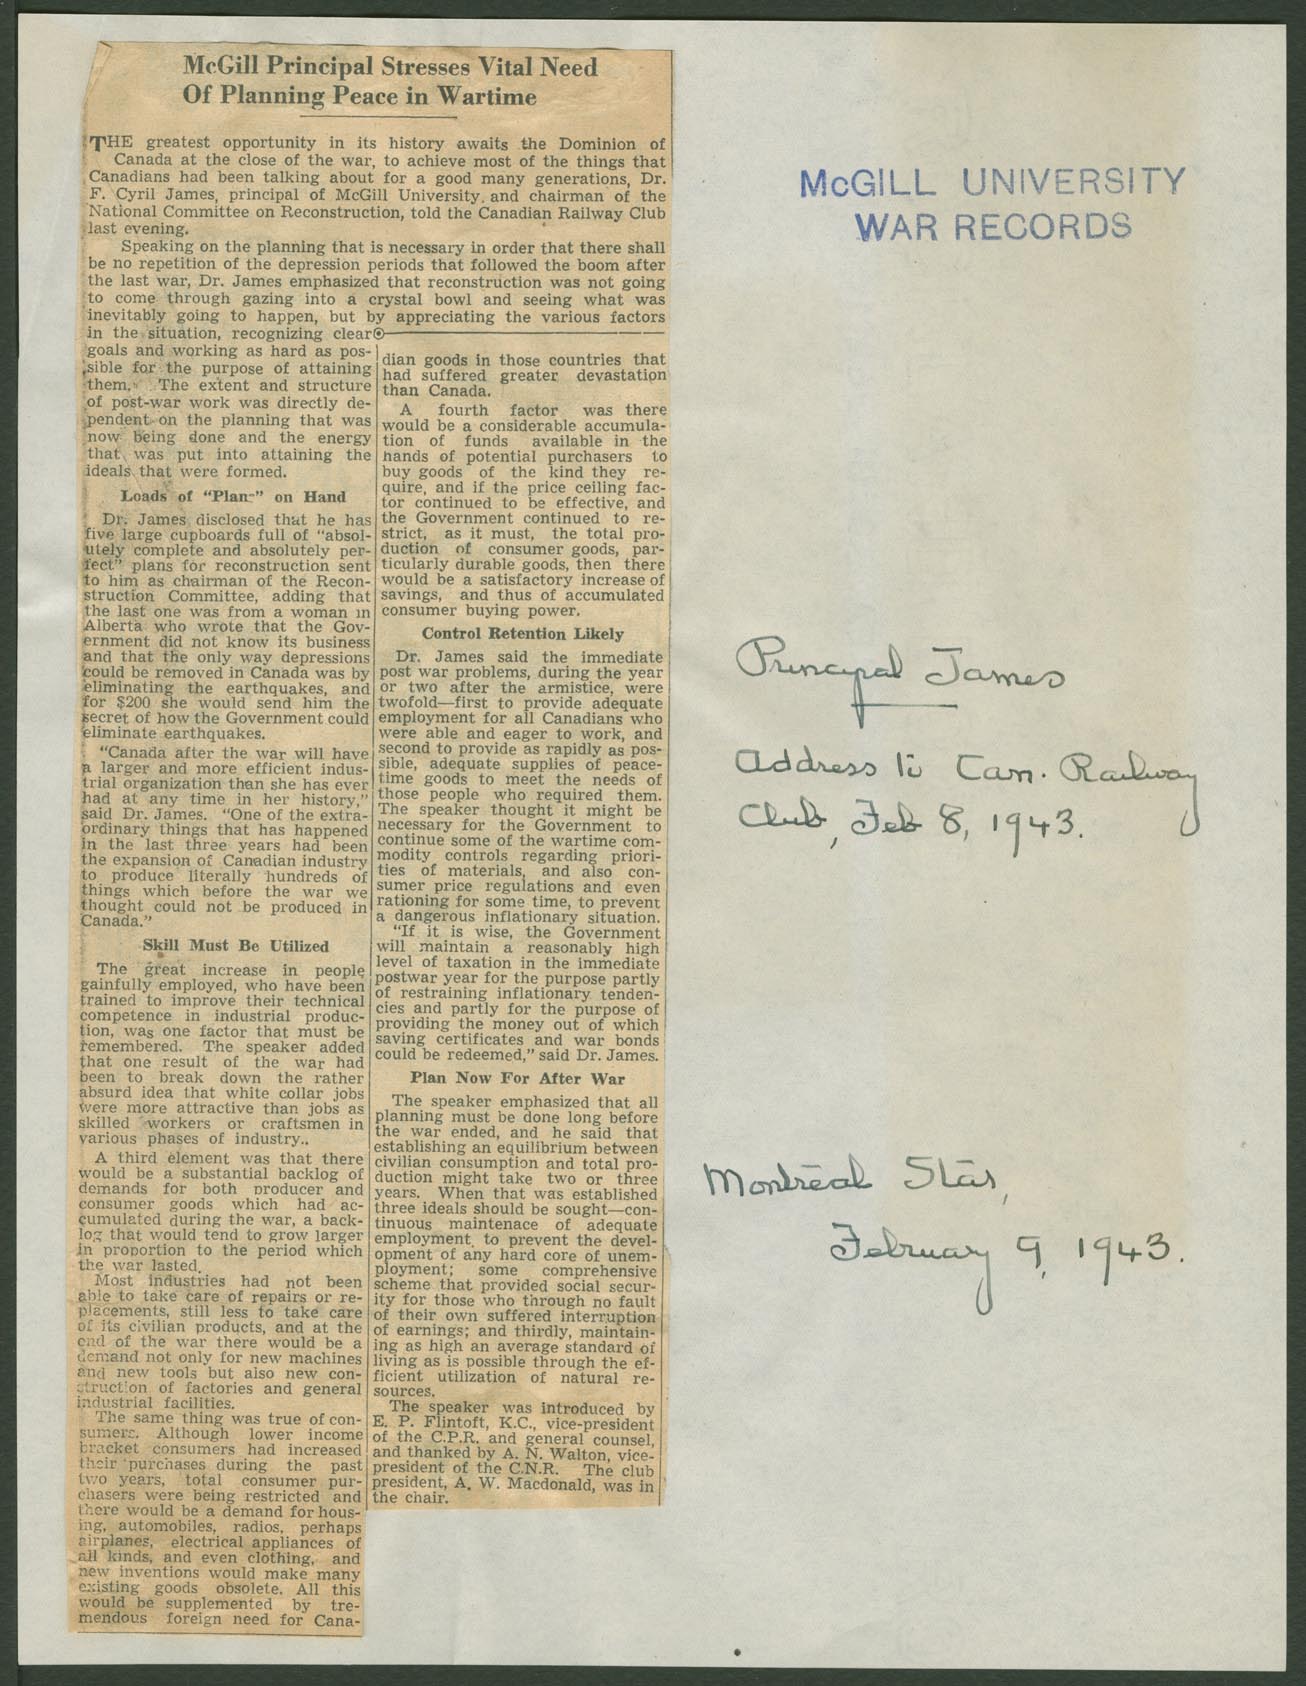 McGill Principal Stresses Vital Need
Of Planning Peace in Wartime
THE greatest opportunity in its history awaits the Dominion of
Canada at the close of the war, to achieve most of the things that
Canadians had been talking about for a good many generations, Dr.
F. Cyril James, principal of McGill University and chairman of the
National Committee on Reconstruction, told the Canadian Railway Club
last evening.
Speaking on the planning that is necessary in order that there shall
be no repetition of the depression periods that followed the boom after
the last war, Dr. James emphasized that reconstruction was not going
to come through gazing into a crystal bowl and seeing what was
inevitably going to happen, but by appreciating the various factors
in the situation, recognizing clear
goals and working as hard as pos-
sible for the purpose of attaining
them. The extent and structure
of post-war work was directly de-
pendent on the planning that was
now being done and the energy
that was put into attaining the
ideals that were formed.
Loads of "Plan-" on Hand
Dr. James disclosed that he has
five large cupboards full of "absol-
utely complete and absolutely per-
fect" plans for reconstruction sent
to him as chairman of the Recon-
struction Committee, adding that
the last one was from a woman in
Alberta who wrote that the Gov-
ernment did not know its business
and that the only way depressions
could be removed in Canada was by
eliminating the earthquakes, and
for $200 she would send him the
secret of how the Government could
eliminate earthquakes.
"Canada after the war will have
a larger and more efficient indus-
trial organization than she has ever
had at any time in her history,"
said Dr. James. "One of the extra-
ordinary things that has happened
in the last three years had been
the expansion of Canadian industry
to produce literally hundreds of
things which before the war we
thought could not be produced in
Canada."
Skill Must Be Utilized
The great increase in people
gainfully employed, who have been
trained to improve their technical
competence in industrial produc-
tion, was one factor that must be
remembered. The speaker added
that one result of the war had
been to break down the rather
absurd idea that white collar jobs
were more attractive than jobs as
skilled workers or craftsmen in
various phases of industry..
A third element was that there
would be a substantial backlog of
demands for both producer and
consumer goods which had ac-
cumulated during the war, a back-
log that would tend to grow larger
in proportion to the period which
the war lasted.
Most industries had not been
able to take care of repairs or re-
placements, still less to take care
of its civilian products, and at the
end of the war there would be a
demand not only for new machines
and new tools but also new con-
struction of factories and general
industrial facilities.
The same thing was true of con-
sumers. Although lower income
bracket consumers had increased
their purchases during the past
two years, total consumer pur-
chasers were being restricted and
there would be a demand for hous-
ing, automobiles, radios, perhaps
airplanes, electrical appliances of
all kinds, and even clothing, and
new inventions would make many
existing goods obsolete. All this
would be supplemented by tre-
mendous foreign need for Cana-
dian goods in those countries that
had suffered greater devastation
than Canada.
A fourth factor was there
would be a considerable accumula-
tion of funds available in the
hands of potential purchasers to
buy goods of the kind they re-
quire, and if the price ceiling fac-
tor continued to be effective, and
the Government continued to re-
strict, as it must, the total pro-
duction of consumer goods, par-
ticularly durable goods, then there
would be a satisfactory increase of
savings, and thus of accumulated
consumer buying power.
Control Retention Likely
Dr. James said the immediate
post war problems, during the year
or two after the armistice, were
twofold—first to provide adequate
employment for all Canadians who
were able and eager to work, and
second to provide as rapidly as pos-
sible, adequate supplies of peace-
time goods to meet the needs of
those people who required them.
The speaker thought it might be
necessary for the Government to
continue some of the wartime com-
modity controls regarding priori-
ties of materials, and also con-
sumer price regulations and even
rationing for some time, to prevent
a dangerous inflationary situation.
"If it is wise, the Government
will maintain a reasonably high
level of taxation in the immediate
postwar year for the purpose partly
of restraining inflationary tenden-
cies and partly for the purpose of
providing the money out of which
saving certificates and war bonds
could be redeemed," said Dr. James.
Plan Now For After War
The speaker emphasized that all
planning must be done long before
the war ended, and he said that
establishing an equilibrium between
civilian consumption and total pro-
duction might take two or three
years. When that was established
three ideals should be sought—con-
tinuous maintenace of adequate
employment to prevent the devel-
opment of any hard core of unem-
ployment; some comprehensive
scheme that provided social secur-
ity for those who through no fault
of their own suffered interruption
of earnings; and thirdly, maintain-
ing as high an average standard of
living as is possible through the ef-
ficient utilization of natural re-
sources.
The speaker was introduced by
E. P. Flintoft, K.C., vice-president
of the C.P.R. and general counsel,
and thanked by A. N. Walton, vice-
president of the C.N.R. The club
president, A. W. Macdonald, was in
the chair.
McGILL UNIVERSITY
WAR RECORDS
Principal James
Address to Can. Railway
Club, Feb 8, 1943.
Montreal Star,
February 9, 1943.